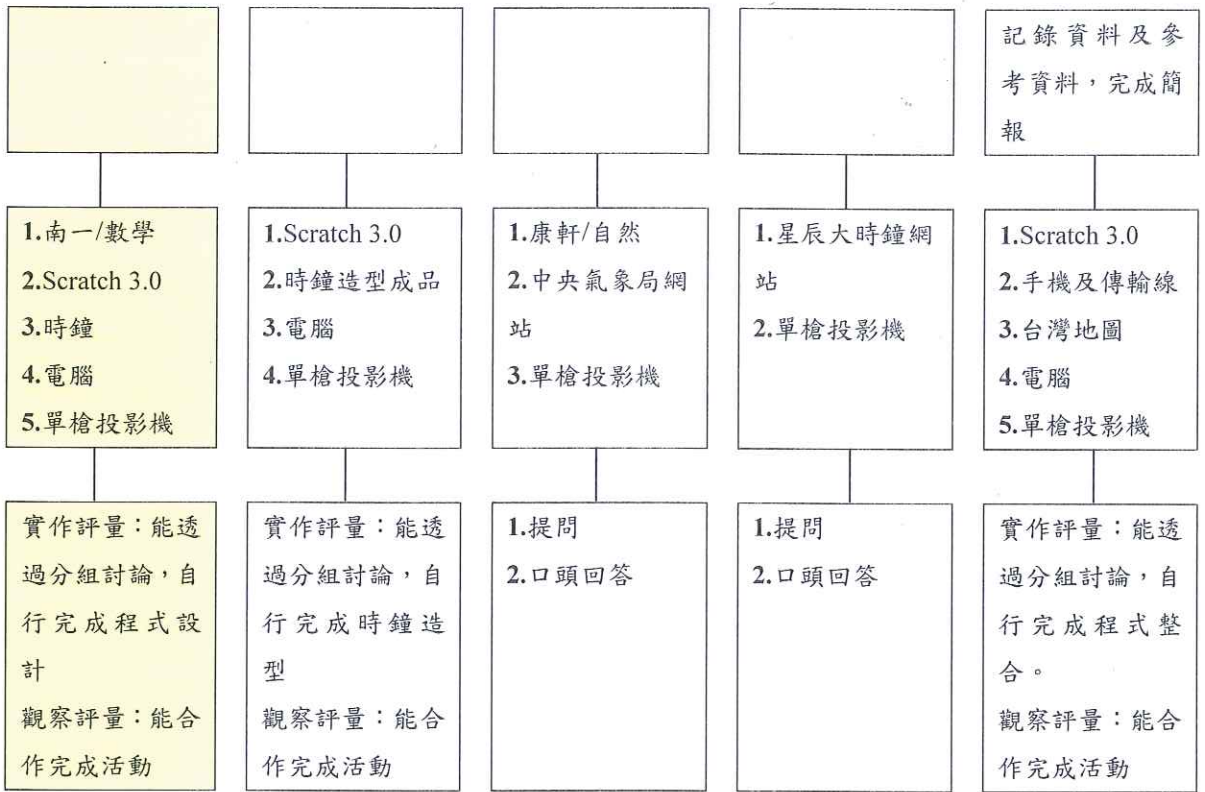 記錄資料及參
考資料，完成簡
報
1.南一/數學
2.Scratch 3.0
3.時鐘
4.電腦
5.單槍投影機
1.Scratch 3.0
2.時鐘造型成品
3.電腦
4.單槍投影機
1.康軒/自然
2.中央氣象局網
站
3.單槍投影機
1.星辰大時鐘網
站
2.單槍投影機
1.Scratch 3.0
2.手機及傳輸線
3.台灣地圖
4.電腦
5.單槍投影機
實作評量：能透
過分組討論，自
行完成程式設
計
觀察評量：能合
作完成活動
實作評量：能透
過分組討論，自
行完成時鐘造
型
觀察評量：能合
作完成活動
1.提問
2.口頭回答
1.提問
2.口頭回答
實作評量：能透
過分組討論，自
行完成程式整
合。
觀察評量：能合
作完成活動